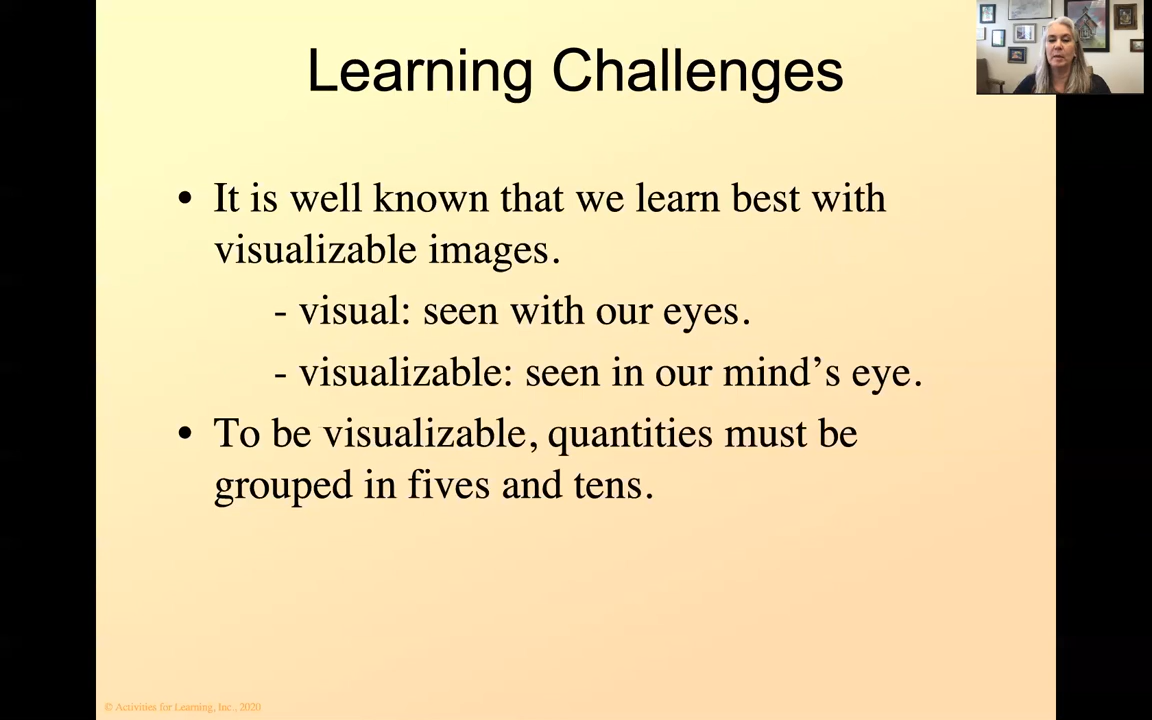 Learning Challenges
• It is well known that we learn best with
visualizable images.
- visual: seen with our eyes.
- visualizable: seen in our mind’s eye.
• To be visualizable, quantities must be
grouped in fives and tens.
© Activities for Learning, Inc., 2020